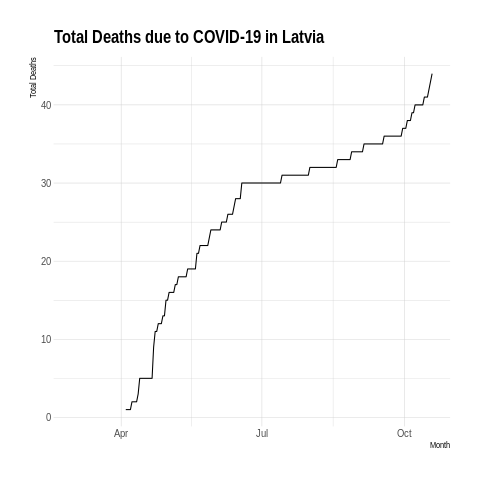 Total Deaths due to COVID-19 in Latvia
Total Deaths
40
30
20
10
0
Apr Jul Oct
Month